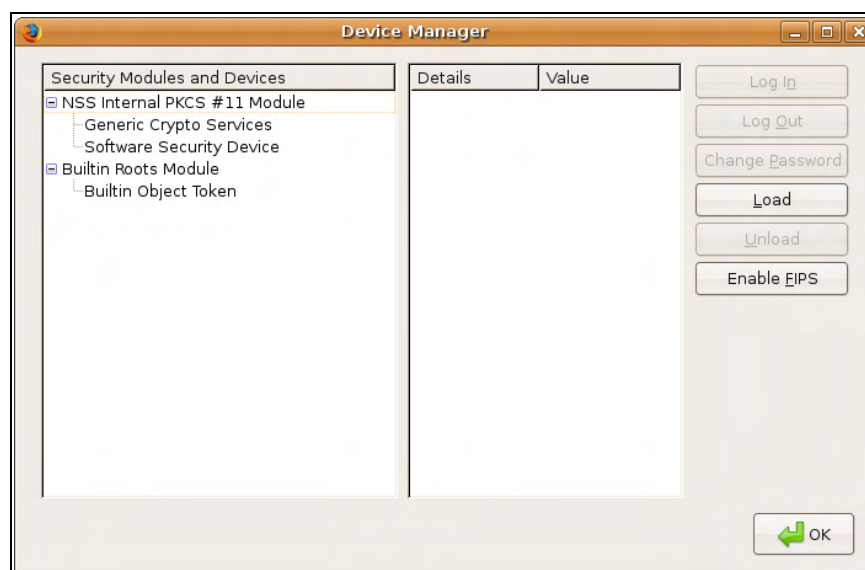 Device Manager
Security Modules and Devices
NSS Internal PKCS #11 Module
Generic Crypto Services
Software Security Device
Builtin Roots Module
Builtin Object Token
Details Value
Log In
Log Out
Change Password
Load
Unload
Enable FIPS
OK